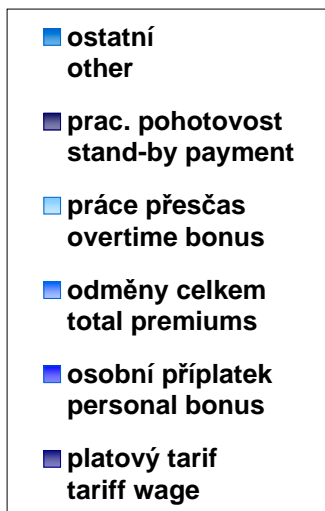 ostatní
other
prac. pohotovost
stand-by payment
práce přesčas
overtime bonus
odměny celkem
total premiums
osobní příplatek
personal bonus
platový tarif
tariff wage